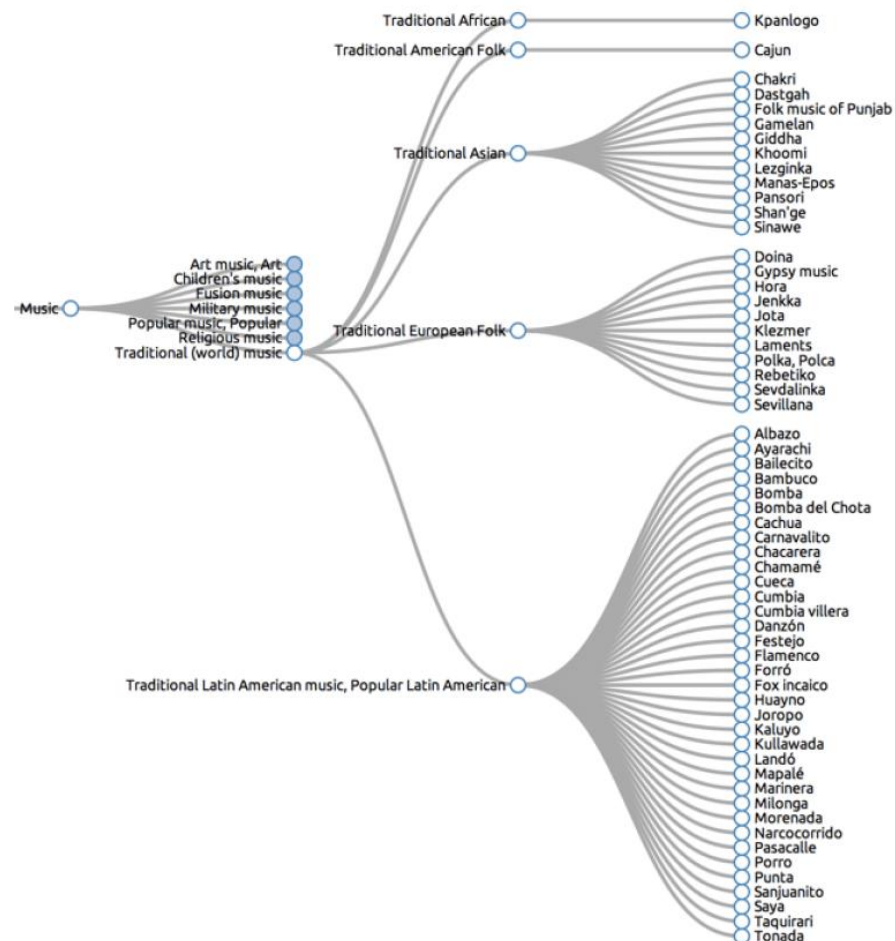 Traditional African
Kpanlogo
Traditional American Folk
Cajun
Traditional Asian
Chakri
Dastgah
Folk music of Punjab
Gamelan
Giddha
Khoomi
Lezginka
Manas-Epos
Pansori
Shan'ge
Sinawe
Music
Art music, Art
Children's music
Fusion music
Military music
Popular music, Popular
Religious music
Traditional (world) music
Traditional European Folk
Doina
Gypsy music
Hora
Jenkka
Jota
Klezmer
Laments
Polka, Polca
Rebetiko
Sevdalinka
Sevillana
Traditional Latin American music, Popular Latin American
Albazo
Ayarachi
Bailecito
Bambuco
Bomba
Bomba del Chota
Cachua
Carnavalito
Chacarera
Chamamé
Cueca
Cumbia
Cumbia villera
Danzón
Festejo
Flamenco
Forró
Fox incaico
Huayno
Joropo
Kaluyo
Kullawada
Landó
Mapalé
Marinera
Milonga
Morenada
Narcocorrido
Pasacalle
Porro
Punta
Sanjuanito
Saya
Taquirari
Tonada